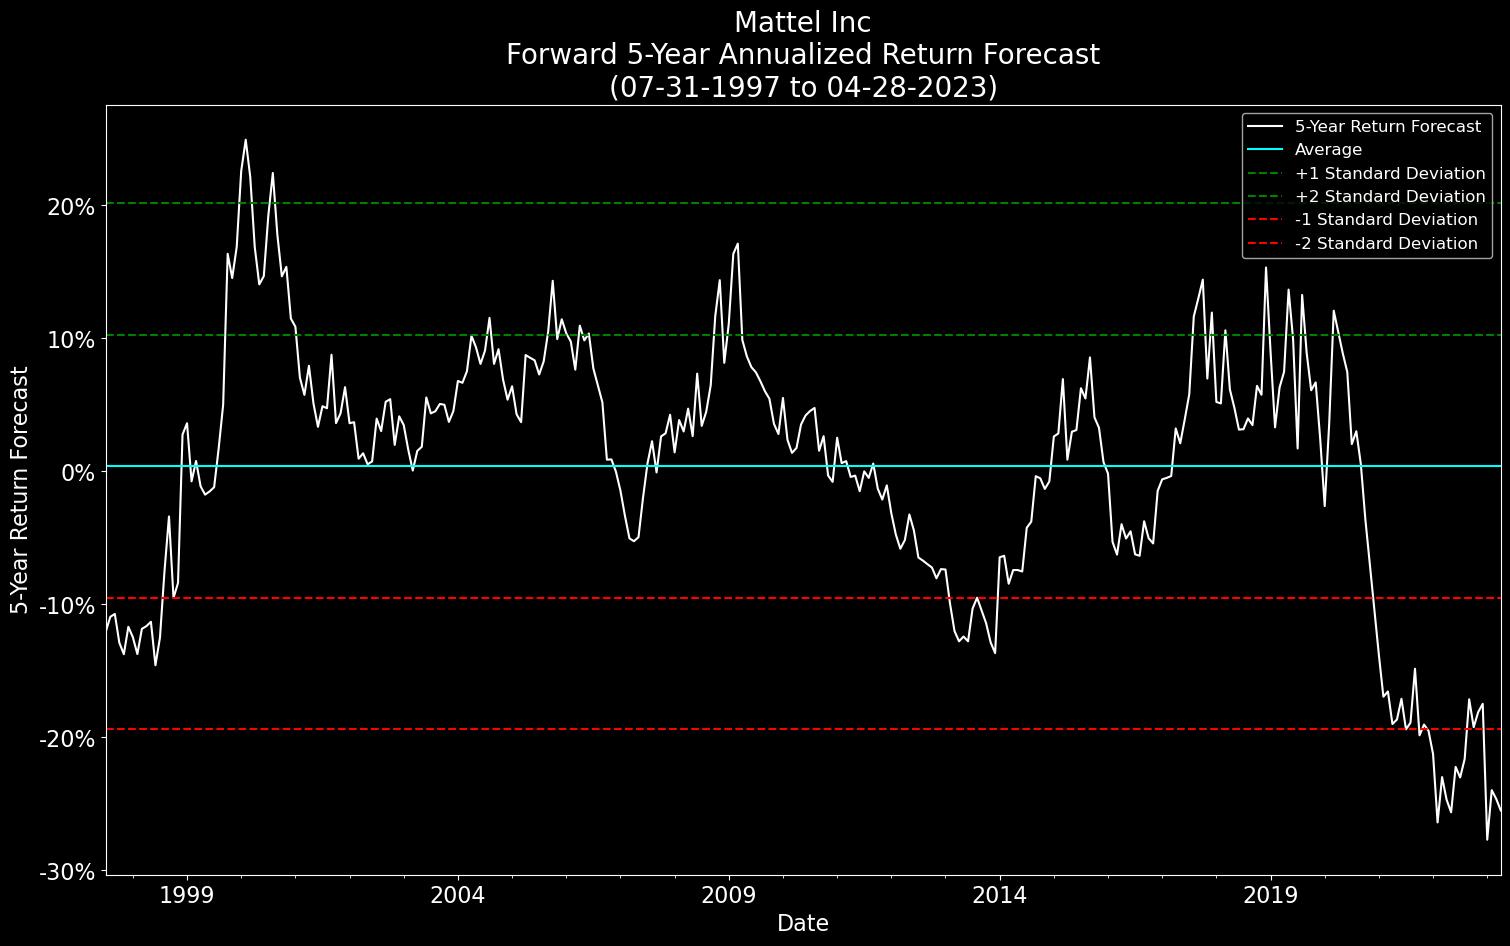 Mattel Inc
Forward 5-Year Annualized Return Forecast
(07-31-1997 to 04-28-2023)
5-Year Return Forecast
Average
+1 Standard Deviation
+2 Standard Deviation
-1 Standard Deviation
-2 Standard Deviation
5-Year Return Forecast
20%
10%
0%
-10%
-20%
-30%
1999
2004
2009
2014
2019
Date